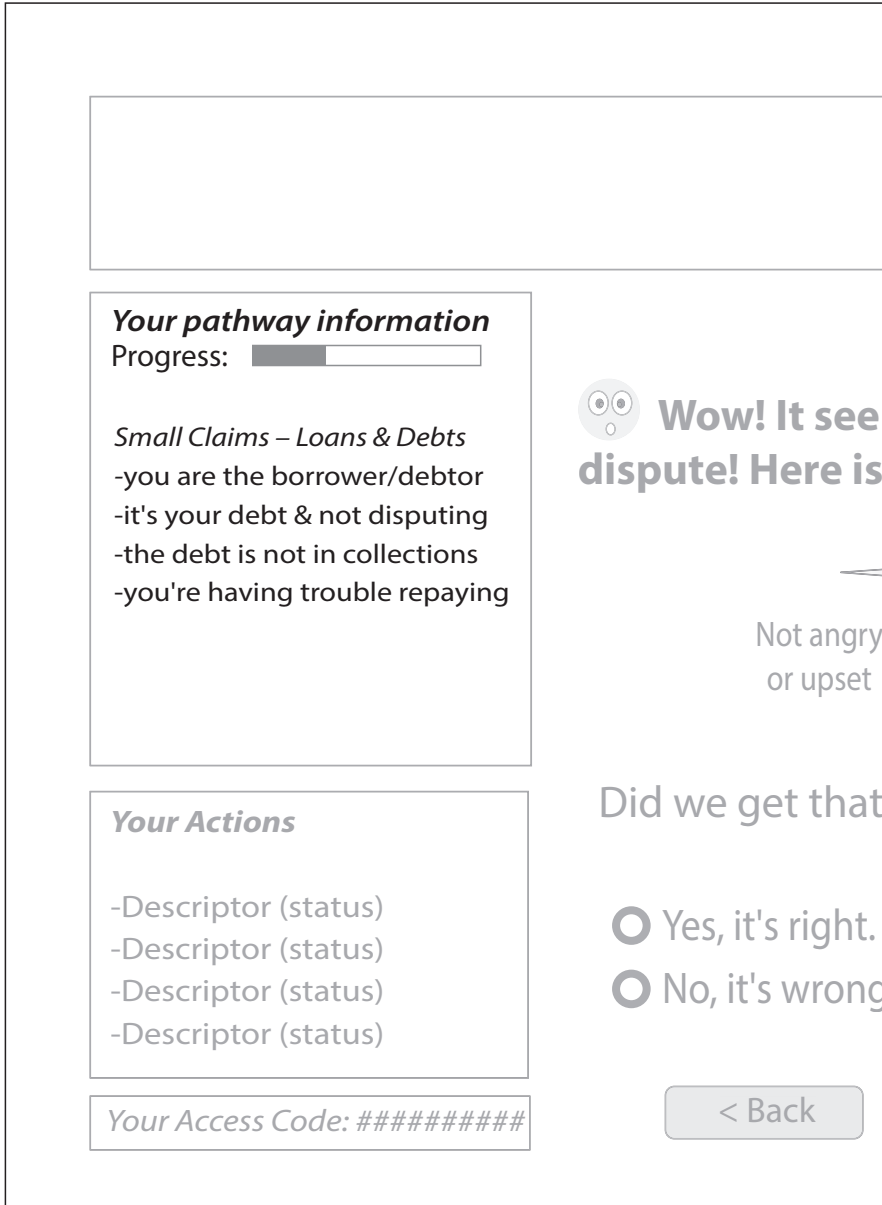 Your pathway information
Progress:
Small Claims – Loans & Debts
-you are the borrower/debtor
-it's your debt & not disputing
-the debt is not in collections
-you're having trouble repaying
Wow! It see
dispute! Here is
Not angry
or upset
Did we get that
Yes, it's right.
No, it's wrong
Your Actions
-Descriptor (status)
-Descriptor (status)
-Descriptor (status)
-Descriptor (status)
Your Access Code: ##########
< Back